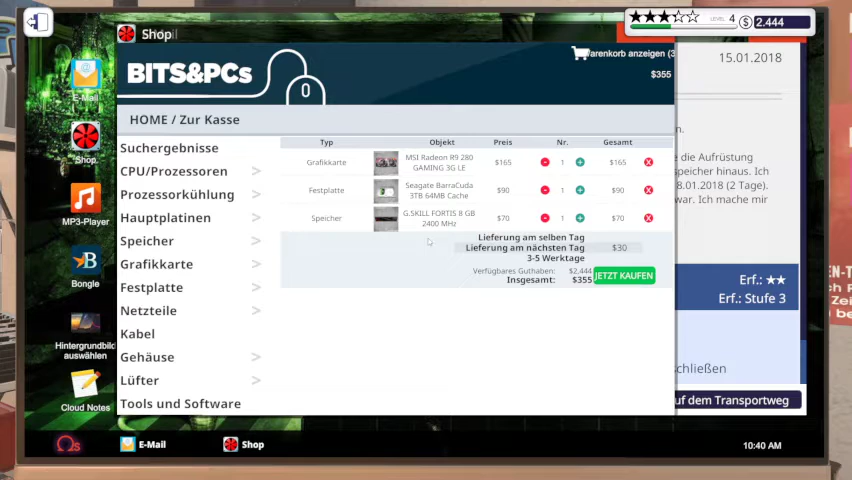 LEVEL 4
$ 2.444
Shop
15.01.2018
BITS&PCs
arenkorb anzeigen (3
$355
HOME / Zur Kasse
Suchergebnisse
CPU/Prozessoren >
Prozessorkühlung >
Hauptplatinen >
Speicher >
Grafikkarte >
Festplatte >
Netzteile >
Kabel
Gehäuse >
Lüfter >
Tools und Software
Typ Objekt Preis Nr. Gesamt
Grafikkarte MSI Radeon R9 280 GAMING 3G LE $165 1 $165
Festplatte Seagate BarraCuda 3TB 64MB Cache $90 1 $90
Speicher G.SKILL FORTIS 8 GB 2400 MHz $70 1 $70
Lieferung am selben Tag
Lieferung am nächsten Tag $30
3-5 Werktage
Verfügbares Guthaben: $2,444
Insgesamt: $355
JETZT KAUFEN
n.
e die Aufrüstung
speicher hinaus. Ich
8.01.2018 (2 Tage).
war. Ich mache mir
Erf.: ★★
Erf.: Stufe 3
schließen
uf dem Transportweg
E-Mail
Shop
MP3-Player
Bongle
Hintergrundbild
auswählen
Cloud Notes
Os
E-Mail
Shop
10:40 AM